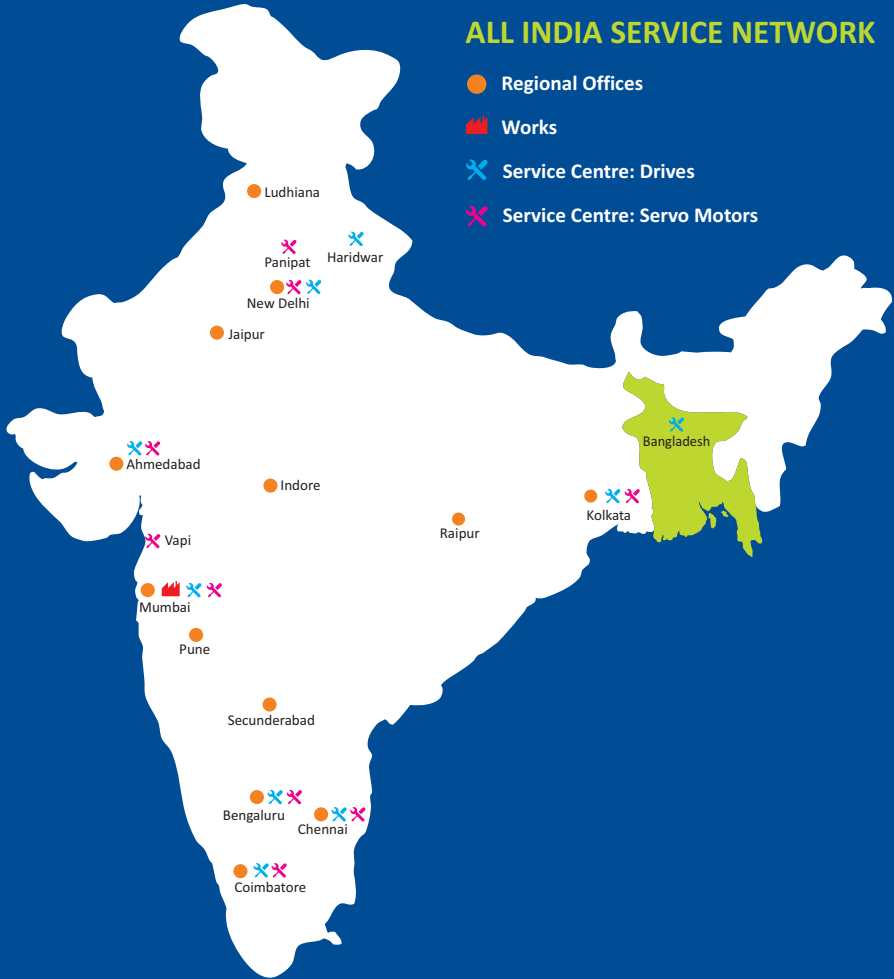 ALL INDIA SERVICE NETWORK
Regional Offices
Works
Service Centre: Drives
Service Centre: Servo Motors
Ludhiana
Panipat
Haridwar
New Delhi
Jaipur
Bangladesh
Ahmedabad
Indore
Kolkata
Raipur
Vapi
Mumbai
Pune
Secunderabad
Bengaluru
Chennai
Coimbatore